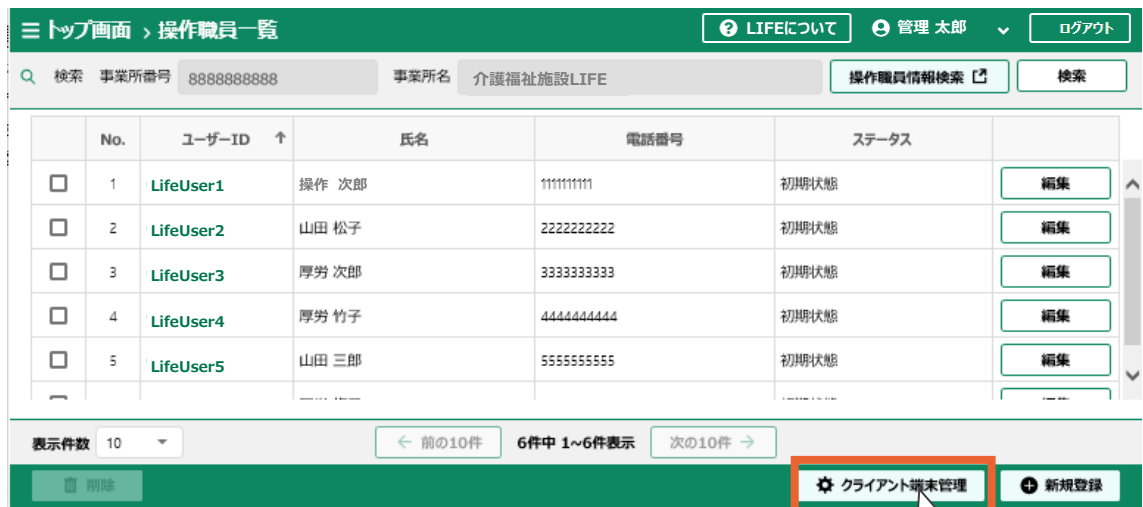 トップ画面 › 操作職員一覧 LIFEについて 管理 太郎 ログアウト
検索 事業所番号 8888888888 事業所名 介護福祉施設LIFE 操作職員情報検索 検索
No. ユーザーID ↑ 氏名 電話番号 ステータス
1 LifeUser1 操作 次郎 1111111111 初期状態 編集
2 LifeUser2 山田 松子 2222222222 初期状態 編集
3 LifeUser3 厚労 次郎 3333333333 初期状態 編集
4 LifeUser4 厚労 竹子 4444444444 初期状態 編集
5 LifeUser5 山田 三郎 5555555555 初期状態 編集
表示件数 10 ← 前の10件 6件中 1~6件表示 次の10件 →
削除 クライアント端末管理 新規登録